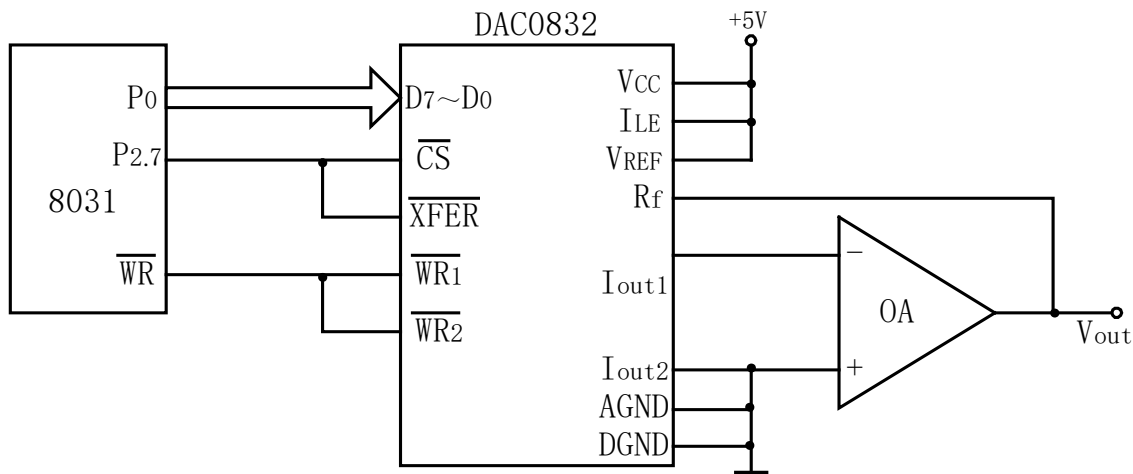 DAC0832
+5V
P0
D7~D0
VCC
P2.7
CS
ILE
VREF
8031
XFER
Rf
WR
WR1
Iout1
WR2
OA
−
+
Vout
Iout2
AGND
DGND